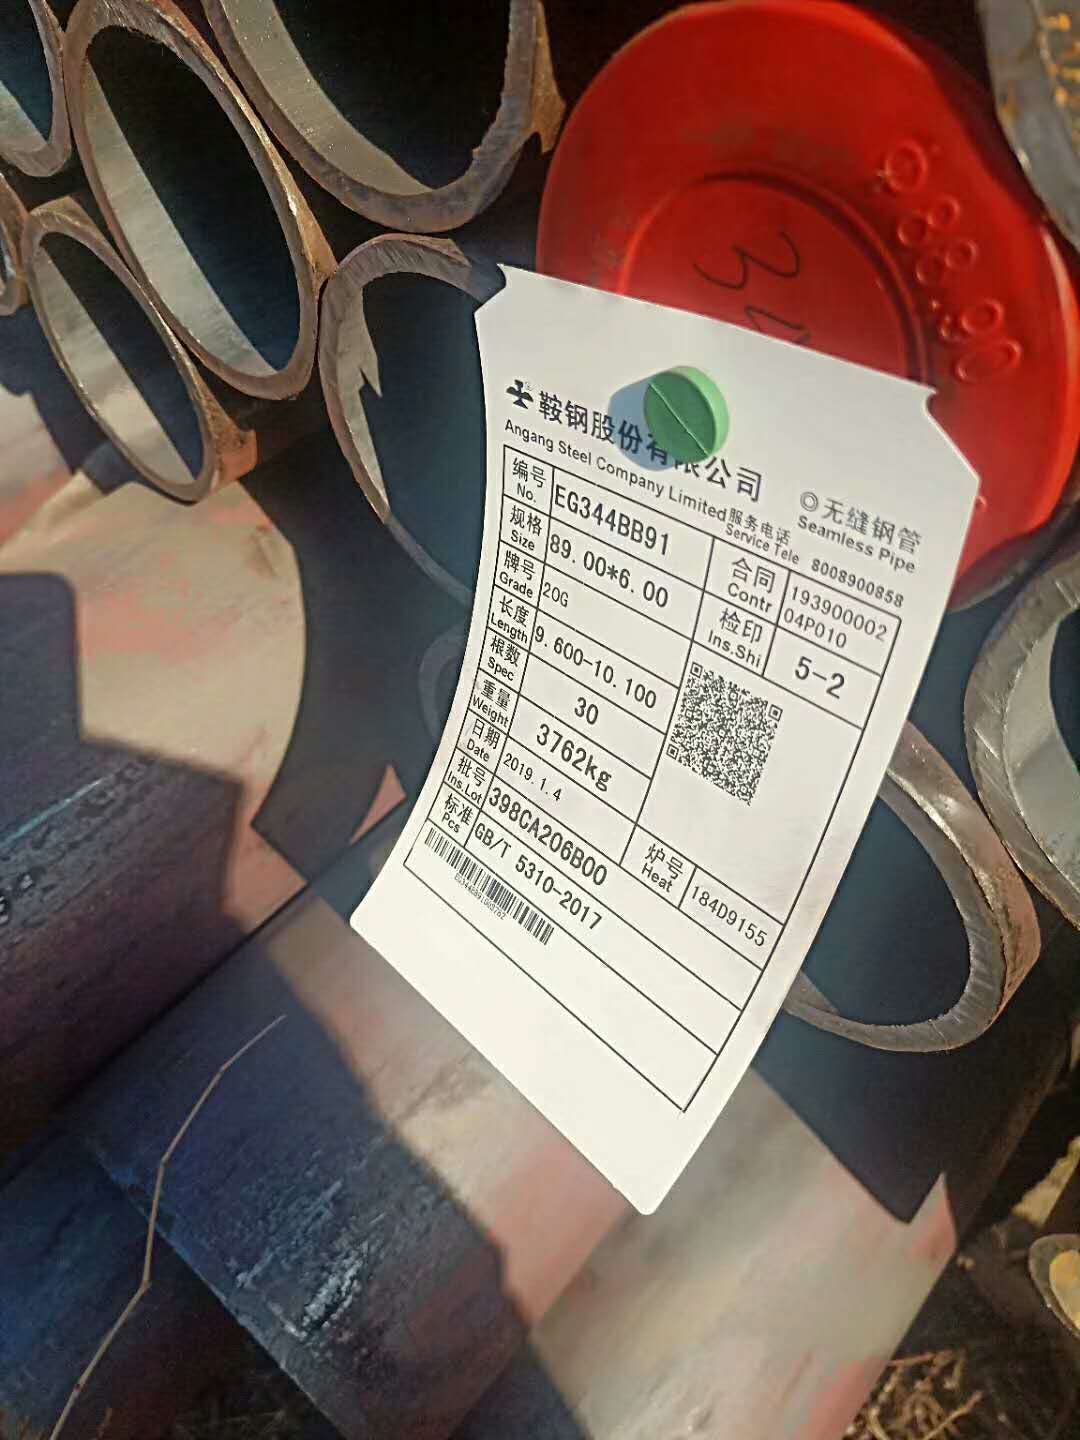 Φ88.90
鞍钢股份有限公司
Angang Steel Company Limited
◎无缝钢管
Seamless Pipe
服务电话
Service Tele 8008900858
编号
No.
EG344BB91
合同
Contr
193900002
04P010
规格
Size
89.00*6.00
检印
Ins.Shi
5-2
牌号
Grade
20G
长度
Length
9.600-10.100
根数
Spec
30
重量
Weight
3762kg
日期
Date
2019.1.4
批号
Ins.Lot
398CA206B00
炉号
Heat
184D9155
标准
Pcs
GB/T 5310-2017